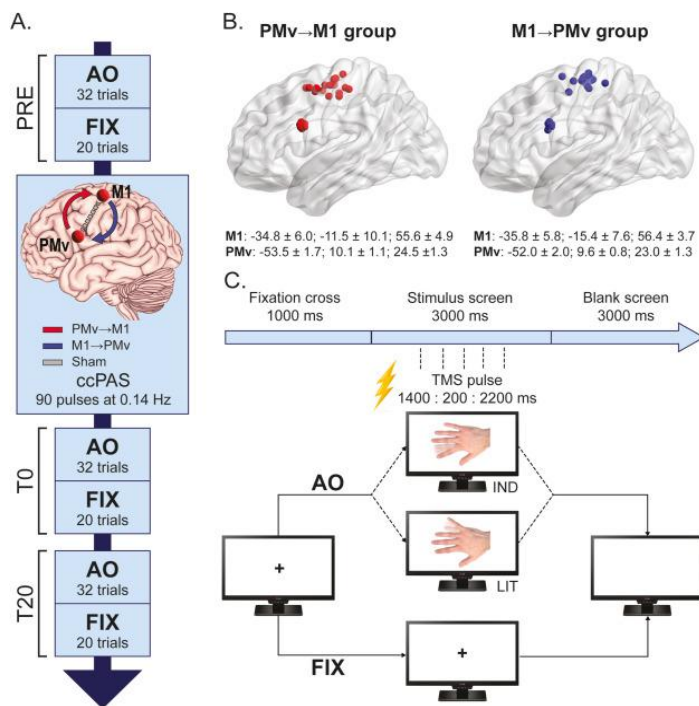 A.
PRE
AO
32 trials
FIX
20 trials
M1
PMv
PMv→M1
M1→PMv
Sham
ccPAS
90 pulses at 0.14 Hz
T0
AO
32 trials
FIX
20 trials
T20
AO
32 trials
FIX
20 trials
B.
PMv→M1 group
M1→PMv group
M1: -34.8 ± 6.0; -11.5 ± 10.1; 55.6 ± 4.9
PMv: -53.5 ± 1.7; 10.1 ± 1.1; 24.5 ±1.3
M1: -35.8 ± 5.8; -15.4 ± 7.6; 56.4 ± 3.7
PMv: -52.0 ± 2.0; 9.6 ± 0.8; 23.0 ± 1.3
C.
Fixation cross
1000 ms
Stimulus screen
3000 ms
Blank screen
3000 ms
TMS pulse
1400 : 200 : 2200 ms
AO
IND
LIT
+
FIX
+